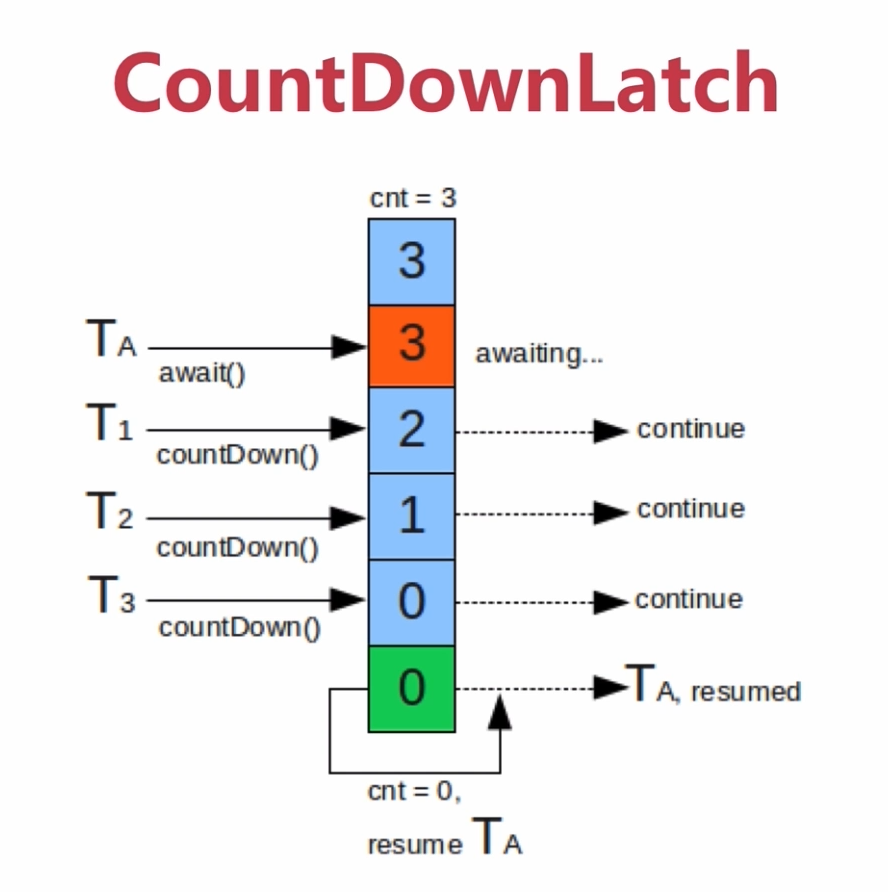 CountDownLatch
cnt = 3
3
TA
await()
3
awaiting...
T1
countDown()
2
continue
T2
countDown()
1
continue
T3
countDown()
0
continue
0
TA, resumed
cnt = 0,
resume TA